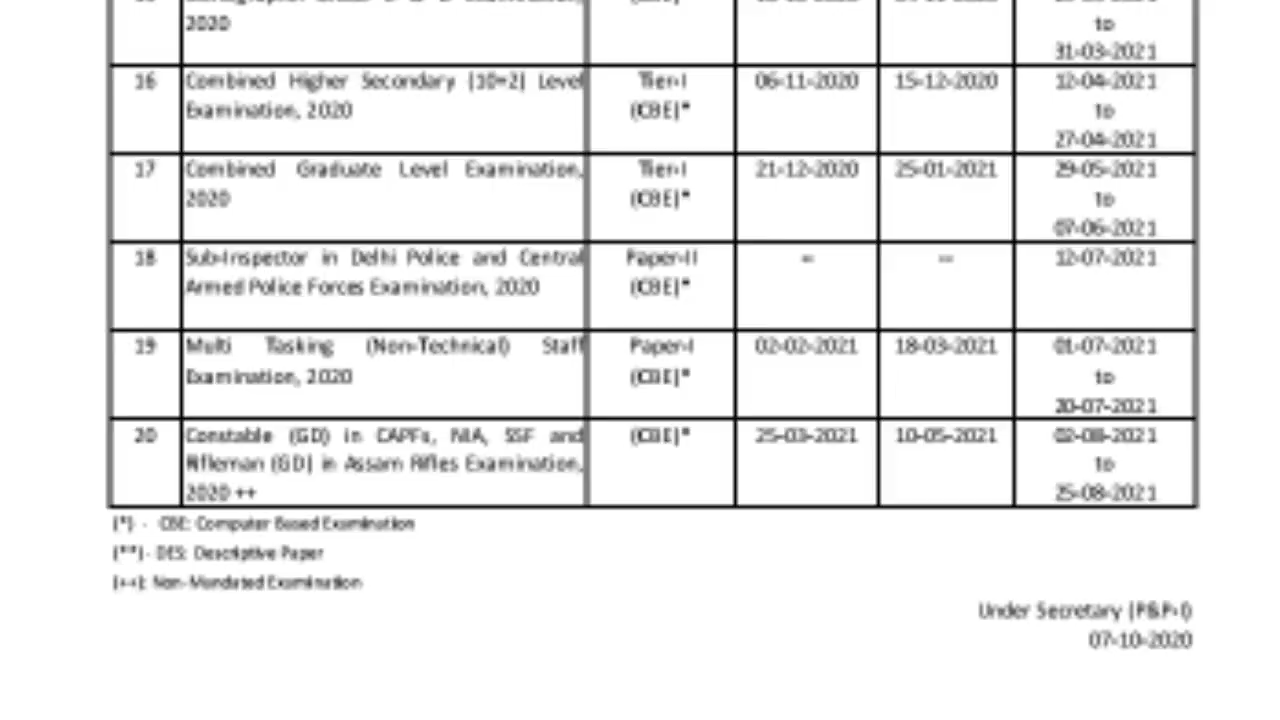 2020
to
31-03-2021
16 Combined Higher Secondary (10+2) Level Tier-I 06-11-2020 15-12-2020 12-04-2021
Examination, 2020 (CBE)* to
27-04-2021
17 Combined Graduate Level Examination, Tier-I 21-12-2020 25-01-2021 29-05-2021
2020 (CBE)* to
07-06-2021
18 Sub-Inspector in Delhi Police and Central Paper-II -- -- 12-07-2021
Armed Police Forces Examination, 2020 (CBE)*
19 Multi Tasking (Non-Technical) Staff Paper-I 02-02-2021 18-03-2021 01-07-2021
Examination, 2020 (CBE)* to
20-07-2021
20 Constable (GD) in CAPFs, NIA, SSF and (CBE)* 25-03-2021 10-05-2021 02-08-2021
Rifleman (GD) in Assam Rifles Examination, to
2020 ++ 25-08-2021
(*) - CBE: Computer Based Examination
(**)- DES: Descriptive Paper
(++): Non-Mandated Examination
Under Secretary (P&P-I)
07-10-2020